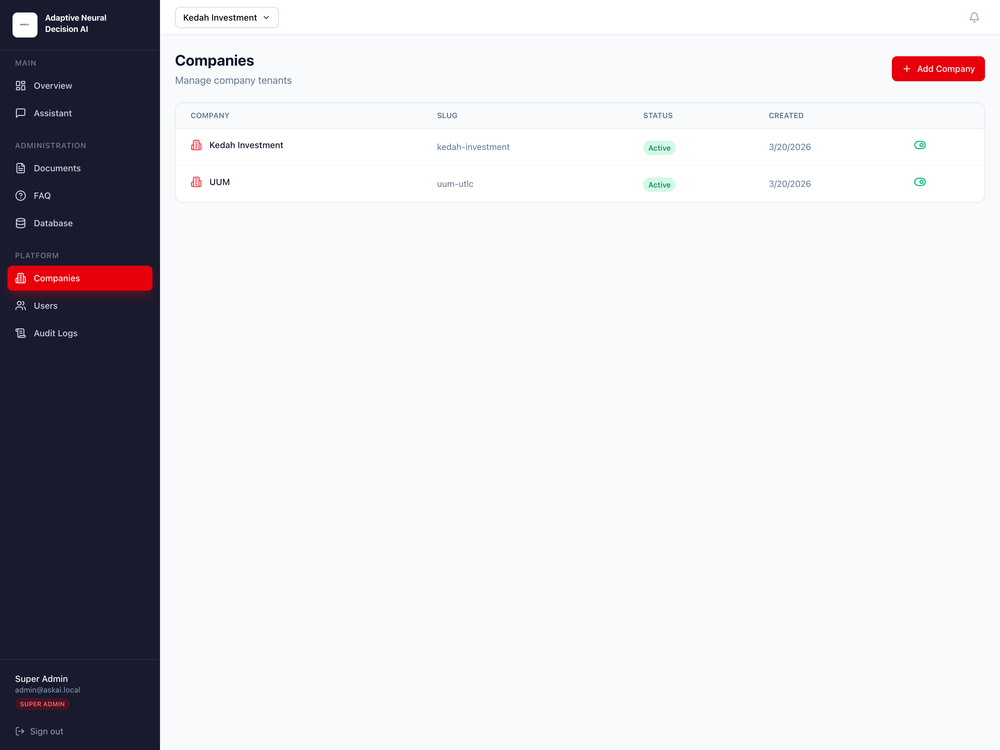 ANDAI
Adaptive Neural
Decision AI
MAIN
Overview
Assistant
ADMINISTRATION
Documents
FAQ
Database
PLATFORM
Companies
Users
Audit Logs
Super Admin
admin@askai.local
SUPER ADMIN
Sign out
Kedah Investment
Companies
Manage company tenants
Add Company
COMPANY SLUG STATUS CREATED
Kedah Investment kedah-investment Active 3/20/2026
UUM uum-utlc Active 3/20/2026